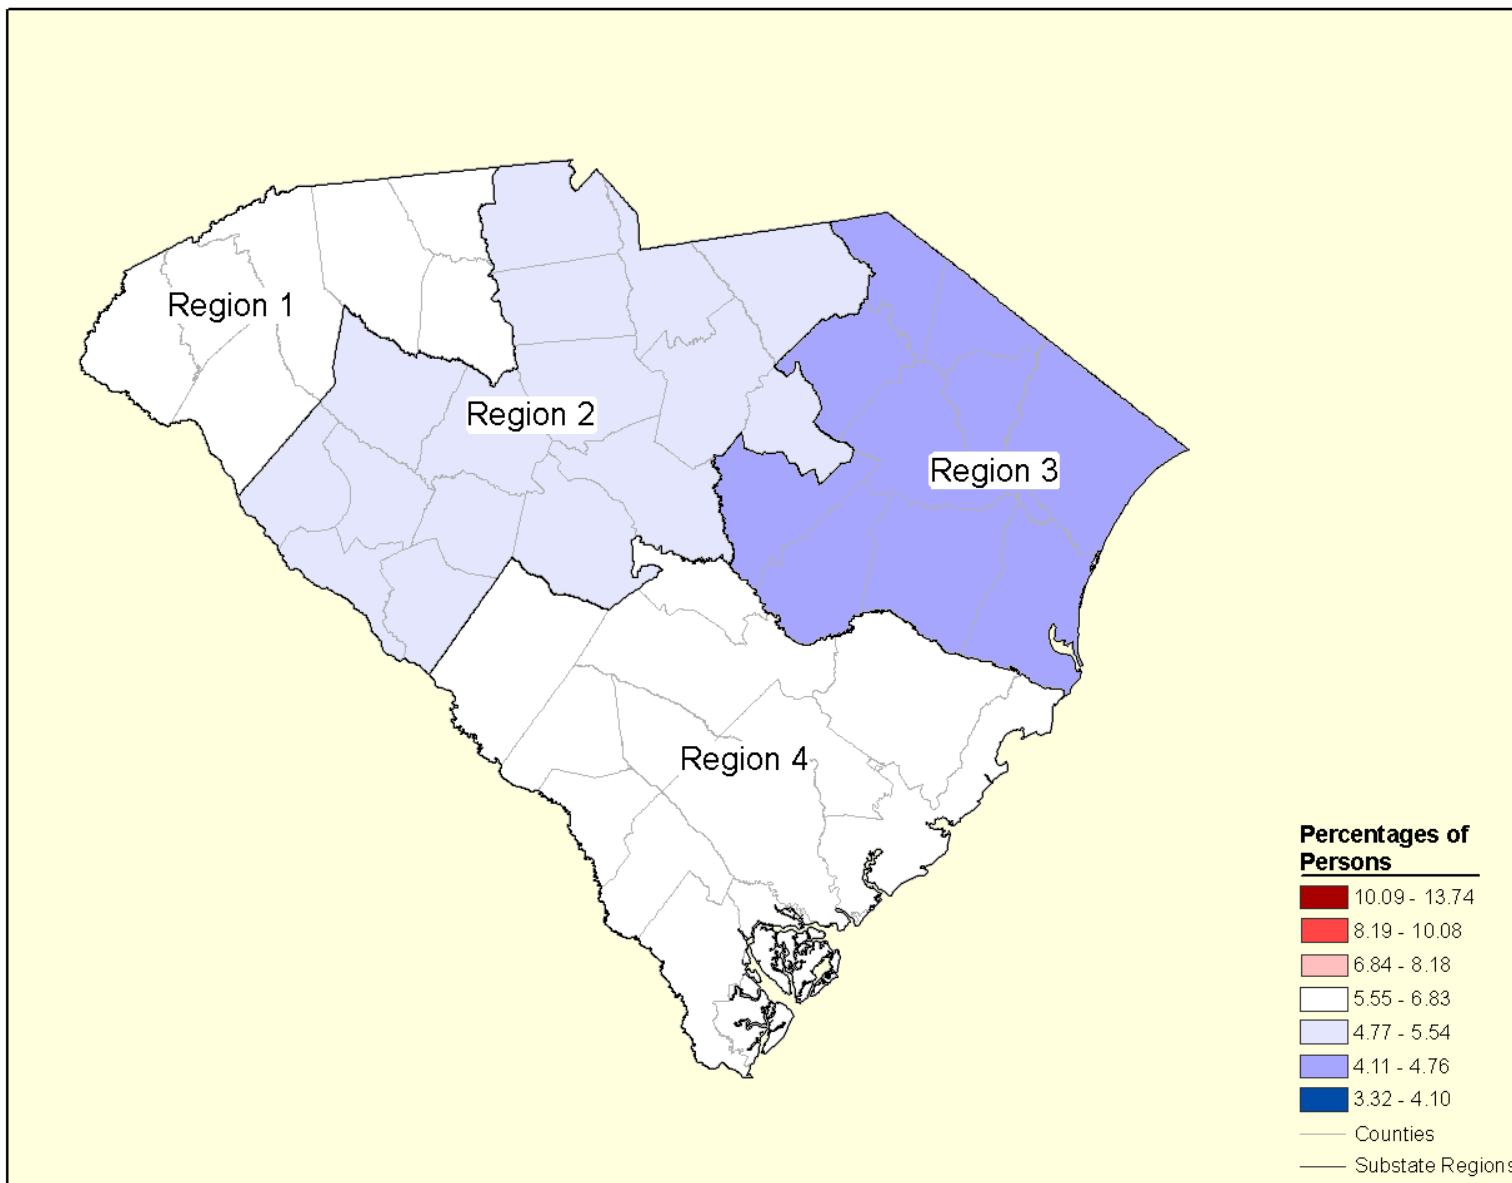 Region 1
Region 2
Region 3
Region 4
Percentages of
Persons
10.09 - 13.74
8.19 - 10.08
6.84 - 8.18
5.55 - 6.83
4.77 - 5.54
4.11 - 4.76
3.32 - 4.10
Counties
Substate Regions